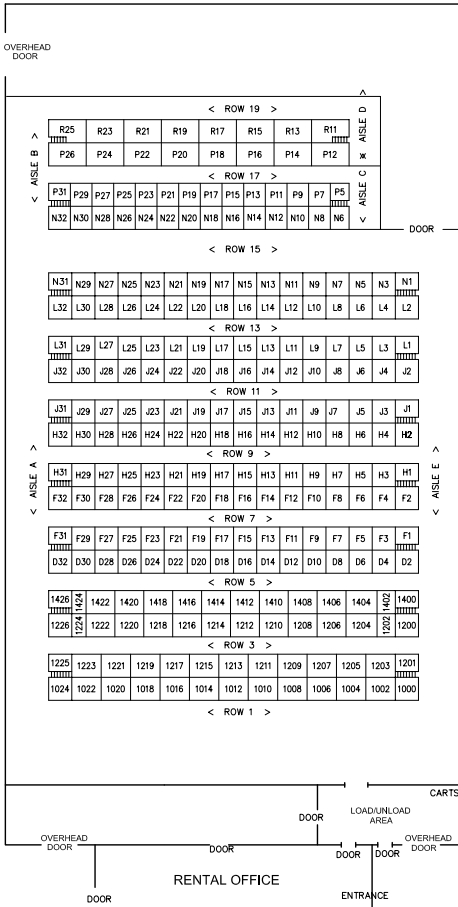 OVERHEAD
DOOR
< ROW 19 >
AISLE D >
R25 R23 R21 R19 R17 R15 R13 R11
< AISLE B >
P26 P24 P22 P20 P18 P16 P14 P12
< ROW 17 >
< AISLE C
P31 P29 P27 P25 P23 P21 P19 P17 P15 P13 P11 P9 P7 P5
N32 N30 N28 N26 N24 N22 N20 N18 N16 N14 N12 N10 N8 N6
DOOR
< ROW 15 >
N31 N29 N27 N25 N23 N21 N19 N17 N15 N13 N11 N9 N7 N5 N3 N1
L32 L30 L28 L26 L24 L22 L20 L18 L16 L14 L12 L10 L8 L6 L4 L2
< ROW 13 >
L31 L29 L27 L25 L23 L21 L19 L17 L15 L13 L11 L9 L7 L5 L3 L1
J32 J30 J28 J26 J24 J22 J20 J18 J16 J14 J12 J10 J8 J6 J4 J2
< ROW 11 >
J31 J29 J27 J25 J23 J21 J19 J17 J15 J13 J11 J9 J7 J5 J3 J1
H32 H30 H28 H26 H24 H22 H20 H18 H16 H14 H12 H10 H8 H6 H4 H2
< ROW 9 >
< AISLE A >
< AISLE E >
H31 H29 H27 H25 H23 H21 H19 H17 H15 H13 H11 H9 H7 H5 H3 H1
F32 F30 F28 F26 F24 F22 F20 F18 F16 F14 F12 F10 F8 F6 F4 F2
< ROW 7 >
F31 F29 F27 F25 F23 F21 F19 F17 F15 F13 F11 F9 F7 F5 F3 F1
D32 D30 D28 D26 D24 D22 D20 D18 D16 D14 D12 D10 D8 D6 D4 D2
< ROW 5 >
1426 1424 1422 1420 1418 1416 1414 1412 1410 1408 1406 1404 1402 1400
1226 1224 1222 1220 1218 1216 1214 1212 1210 1208 1206 1204 1202 1200
< ROW 3 >
1225 1223 1221 1219 1217 1215 1213 1211 1209 1207 1205 1203 1201
1024 1022 1020 1018 1016 1014 1012 1010 1008 1006 1004 1002 1000
< ROW 1 >
CARTS
LOAD/UNLOAD
AREA
DOOR
OVERHEAD
DOOR
DOOR
DOOR
DOOR
OVERHEAD
DOOR
RENTAL OFFICE
DOOR
ENTRANCE